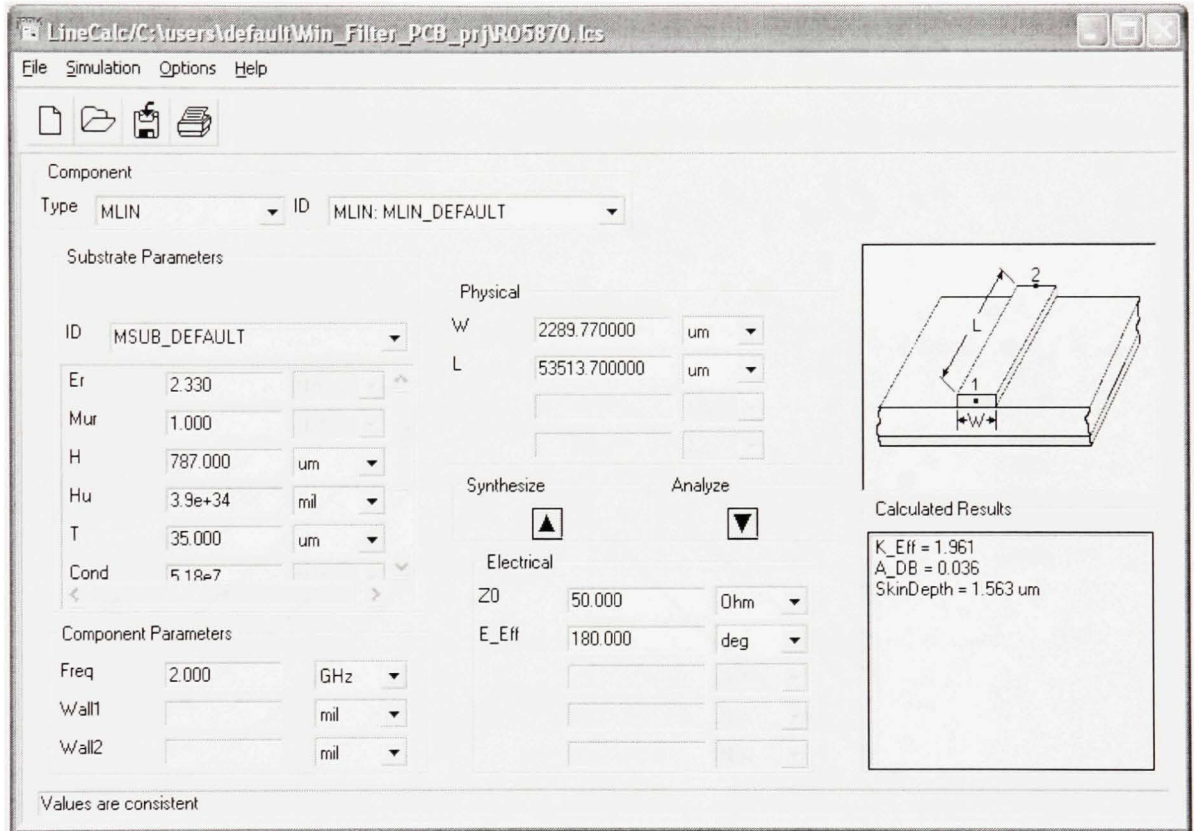 LineCalc/C:\users\default\Min_Filter_PCB_prj\RO5870.lcs
File Simulation Options Help
Component
Type MLIN ID MLIN: MLIN_DEFAULT
Substrate Parameters
ID MSUB_DEFAULT
Er 2.330
Mur 1.000
H 787.000 um
Hu 3.9e+34 mil
T 35.000 um
Cond 5.18e7
Component Parameters
Freq 2.000 GHz
Wall1 mil
Wall2 mil
Physical
W 2289.770000 um
L 53513.700000 um
Synthesize Analyze
Electrical
Z0 50.000 Ohm
E_Eff 180.000 deg
2
L
1
W
Calculated Results
K_Eff = 1.961
A_DB = 0.036
SkinDepth = 1.563 um
Values are consistent